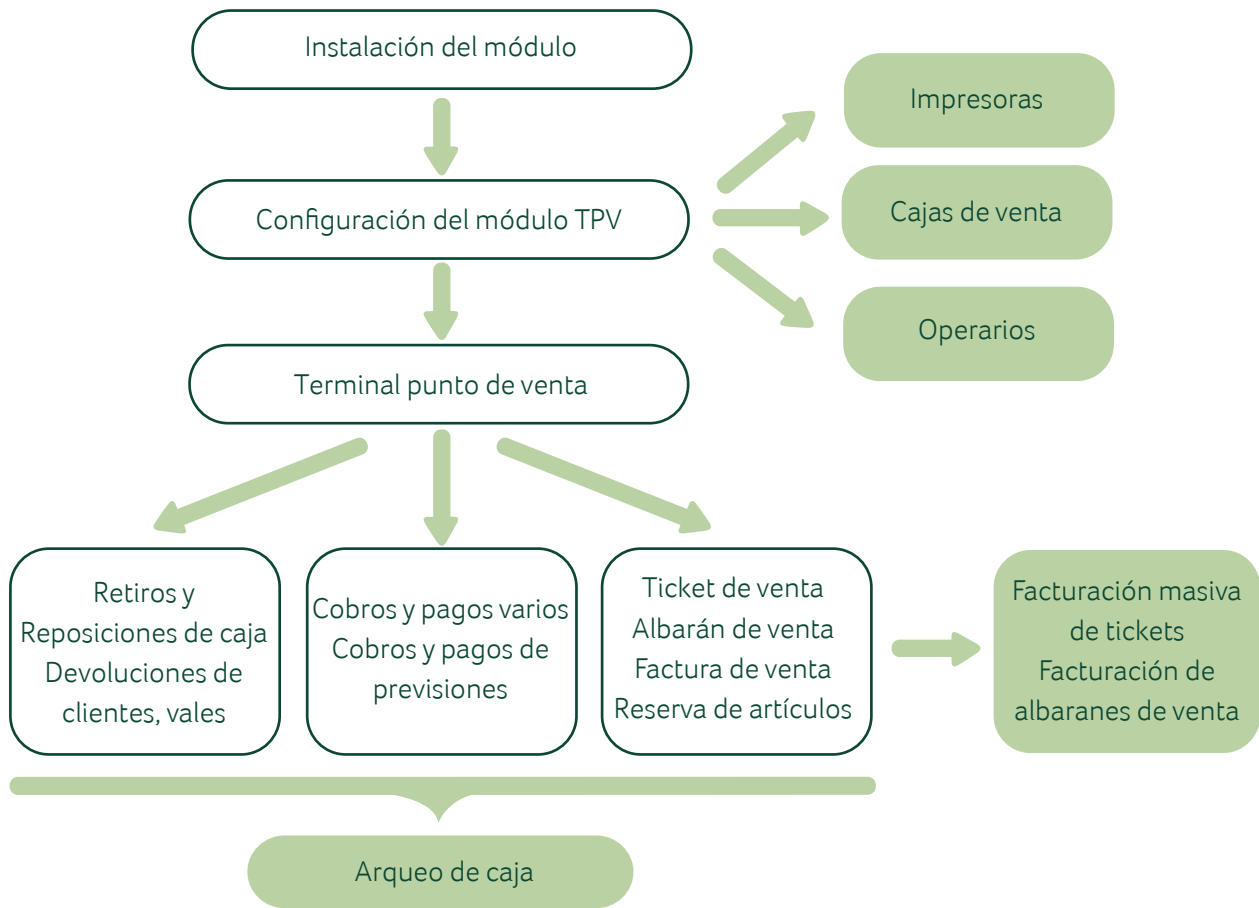 Instalación del módulo
Impresoras
Configuración del módulo TPV
Cajas de venta
Operarios
Terminal punto de venta
Retiros y
Reposiciones de caja
Devoluciones de
clientes, vales
Cobros y pagos varios
Cobros y pagos de
previsiones
Ticket de venta
Albarán de venta
Factura de venta
Reserva de artículos
Facturación masiva
de tickets
Facturación de
albaranes de venta
Arqueo de caja